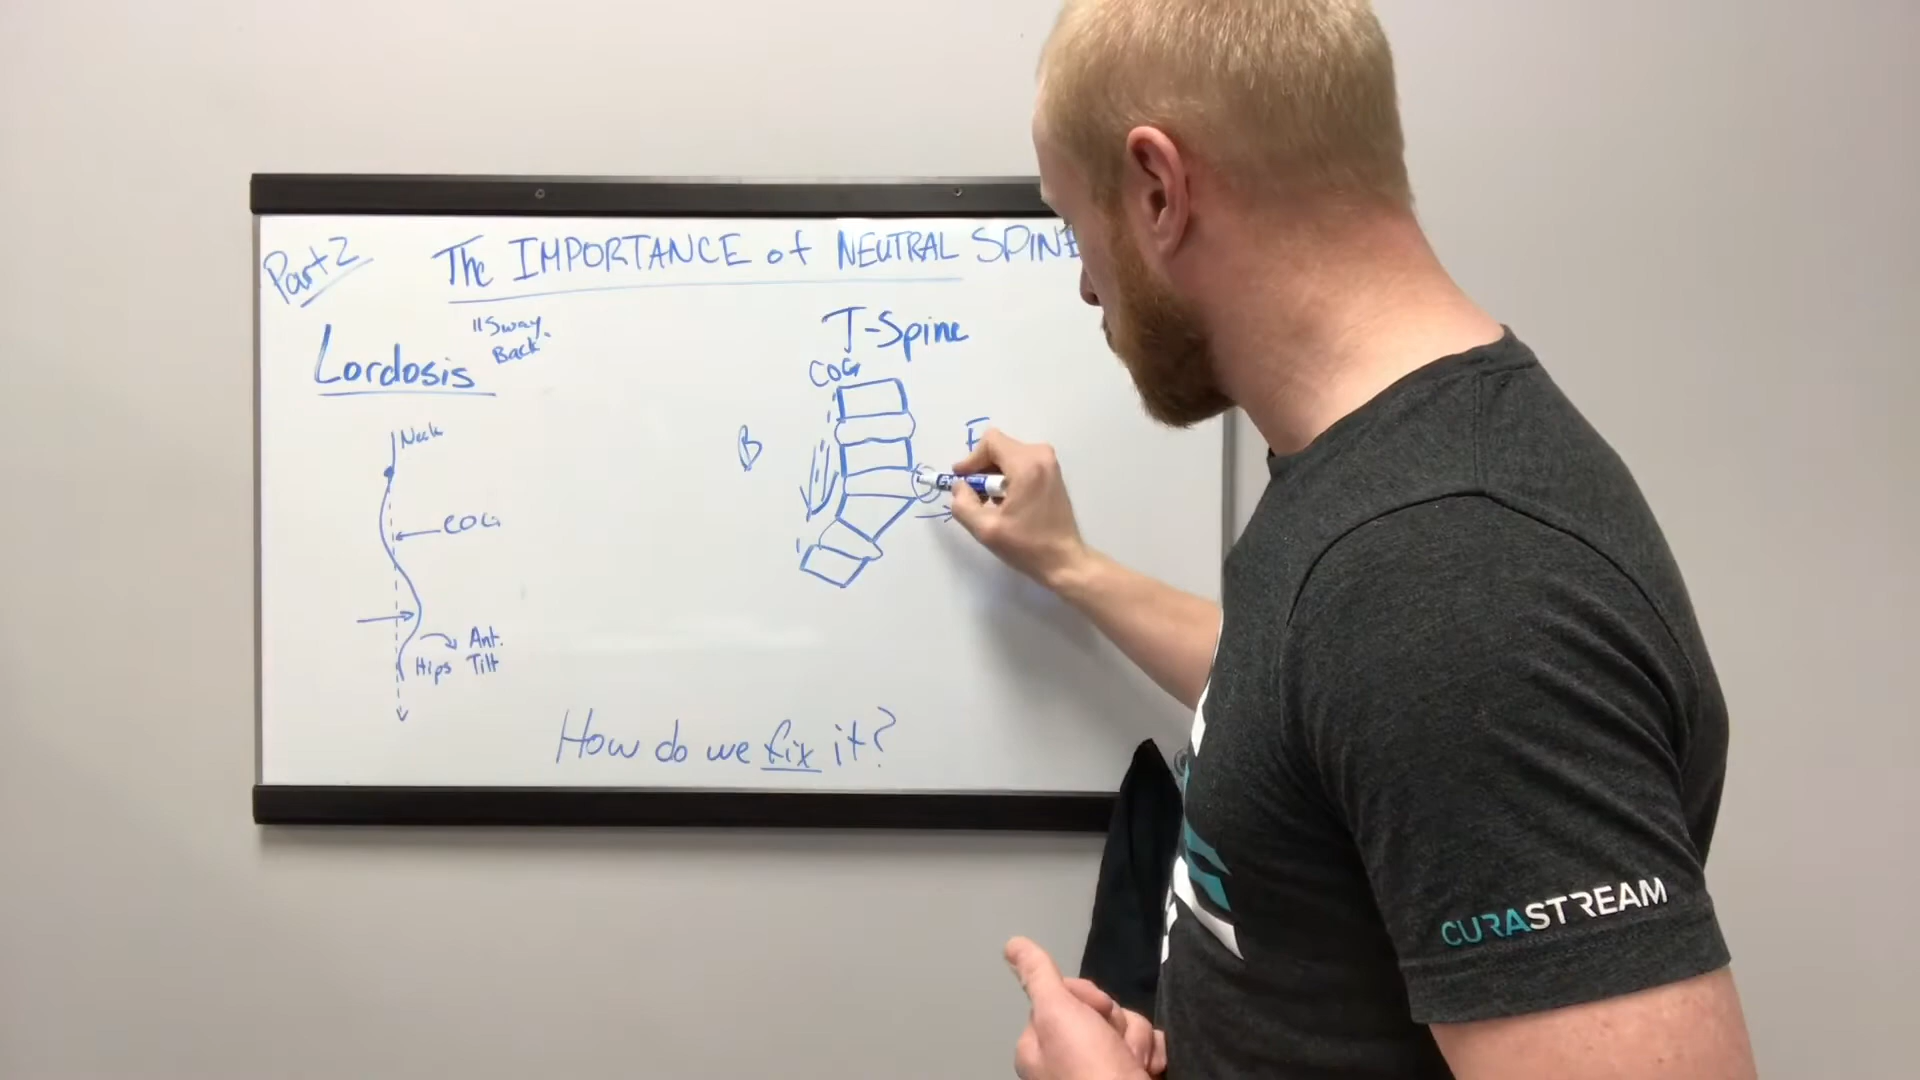 Part 2
The IMPORTANCE of NEUTRAL SPINE
Lordosis
"Sway
Back"
Neck
COG
Ant.
Hips Tilt
T-Spine
COG
B
F
How do we fix it?
CURASTREAM